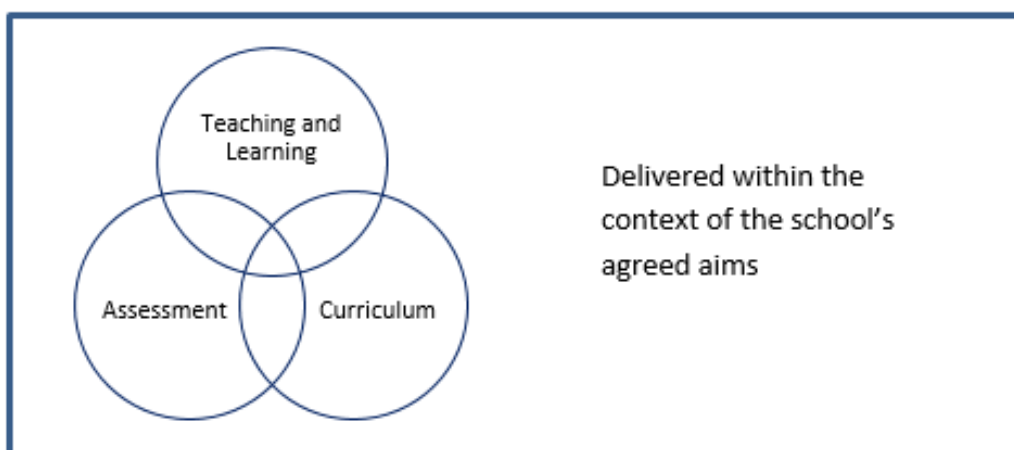 Teaching and
Learning
Assessment
Curriculum
Delivered within the
context of the school’s
agreed aims